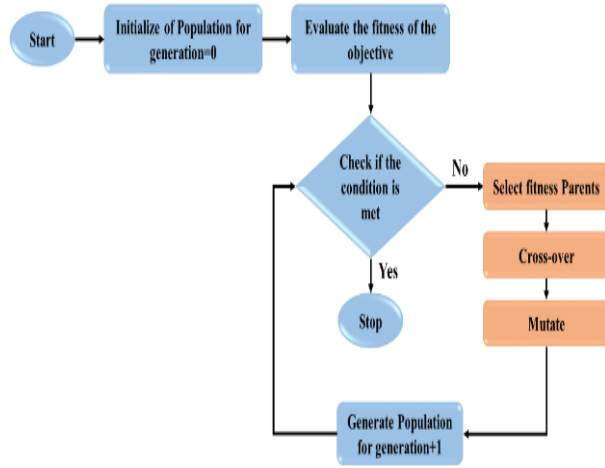 Start
Initialize of Population for
generation=0
Evaluate the fitness of the
objective
Check if the
condition is
met
No
Select fitness Parents
Cross-over
Mutate
Yes
Stop
Generate Population
for generation+1